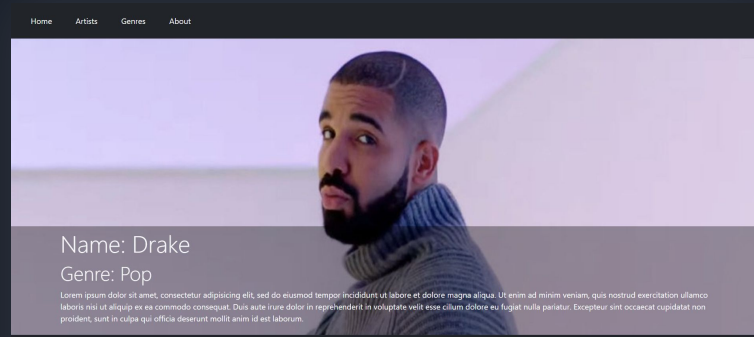 Home Artists Genres About
Name: Drake
Genre: Pop
Lorem ipsum dolor sit amet, consectetur adipisicing elit, sed do eiusmod tempor incididunt ut labore et dolore magna aliqua. Ut enim ad minim veniam, quis nostrud exercitation ullamco
laboris nisi ut aliquip ex ea commodo consequat. Duis aute irure dolor in reprehenderit in voluptate velit esse cillum dolore eu fugiat nulla pariatur. Excepteur sint occaecat cupidatat non
proident, sunt in culpa qui officia deserunt mollit anim id est laborum.